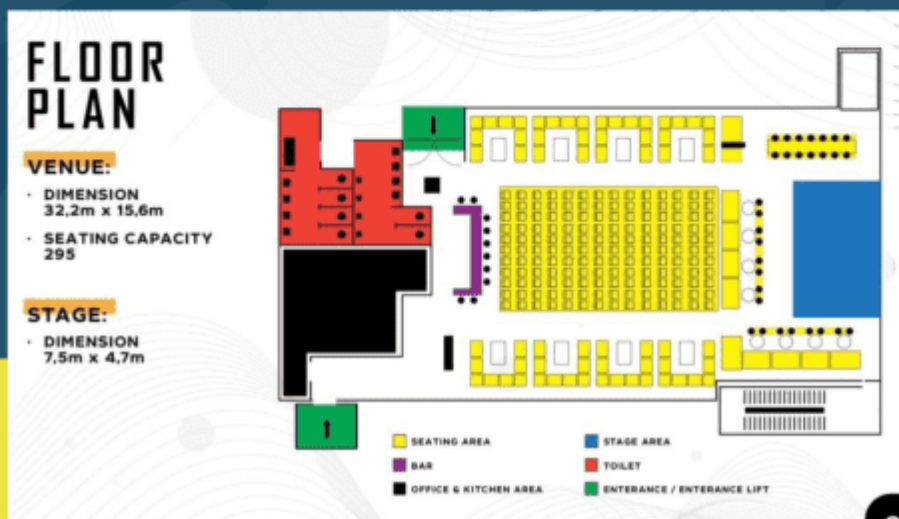 FLOOR
PLAN
VENUE:
· DIMENSION
32,2m x 15,6m
· SEATING CAPACITY
295
STAGE:
· DIMENSION
7,5m x 4,7m
SEATING AREA
BAR
OFFICE & KITCHEN AREA
STAGE AREA
TOILET
ENTERANCE / ENTERANCE LIFT